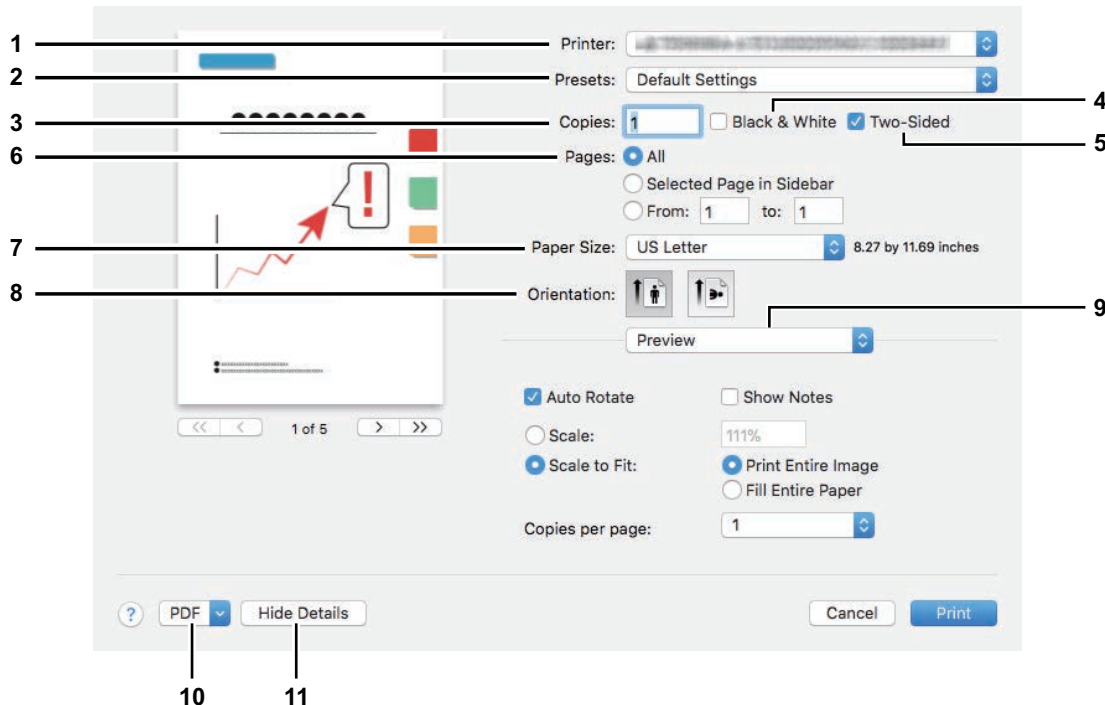 1 Printer:
2 Presets: Default Settings
3 Copies: 1 Black & White Two-Sided 4
5
6 Pages: All
Selected Page in Sidebar
From: 1 to: 1
7 Paper Size: US Letter 8.27 by 11.69 inches
8 Orientation:
9
Preview
Auto Rotate Show Notes
1 of 5
Scale: 111%
Scale to Fit: Print Entire Image
Fill Entire Paper
Copies per page: 1
? PDF Hide Details Cancel Print
10 11